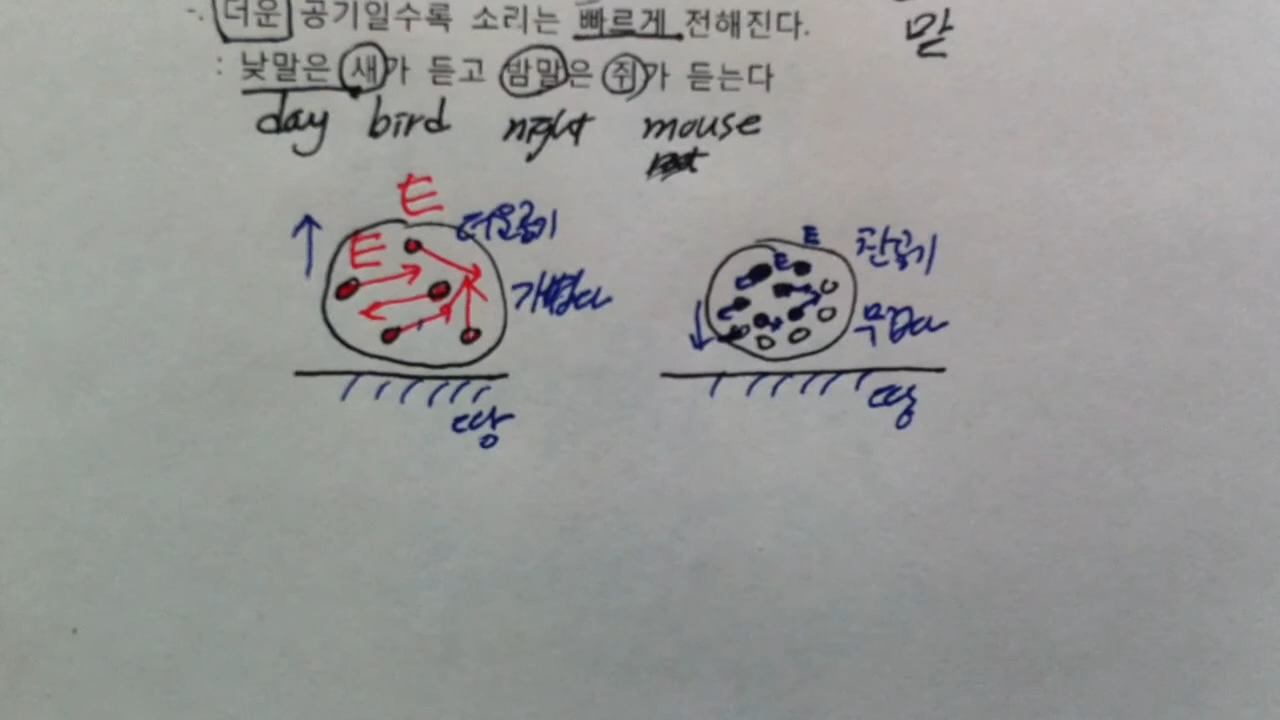 -. 더운 공기일수록 소리는 빠르게 전해진다.
말
: 낮말은 새가 듣고 밤말은 쥐가 듣는다
day bird night mouse
E
E 더운공기
가볍다
땅
E
E 찬공기
무겁다
땅